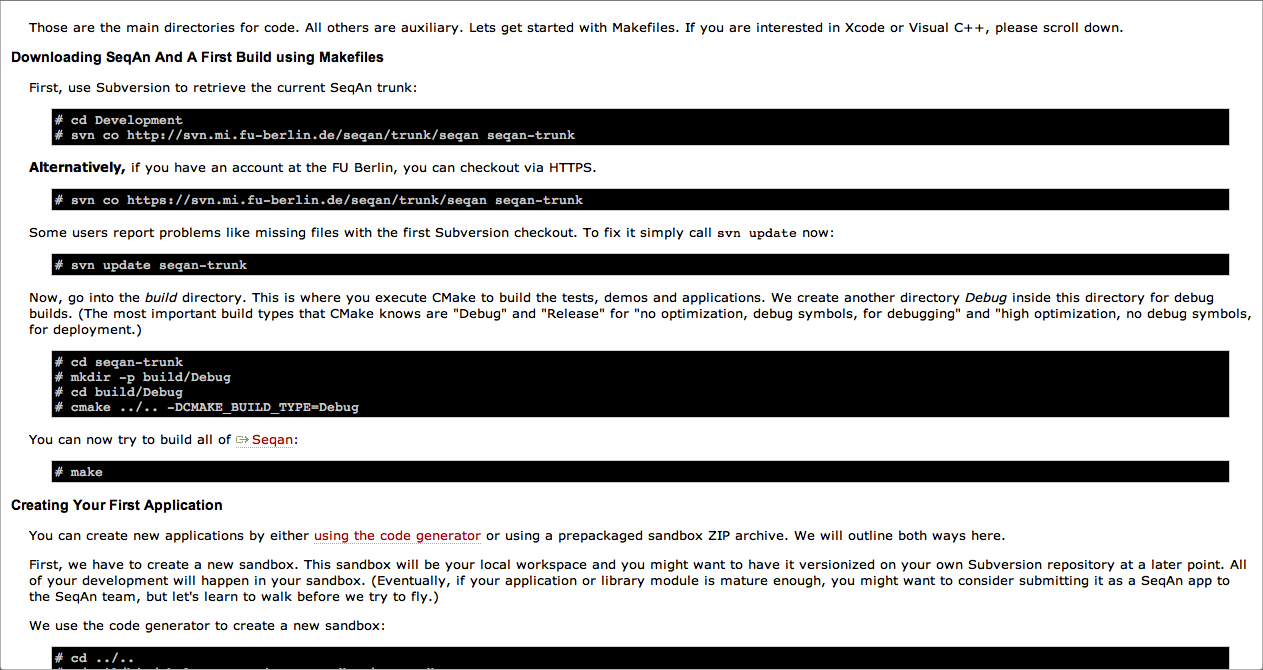 Those are the main directories for code. All others are auxiliary. Lets get started with Makefiles. If you are interested in Xcode or Visual C++, please scroll down.
Downloading SeqAn And A First Build using Makefiles
First, use Subversion to retrieve the current SeqAn trunk:
# cd Development
# svn co http://svn.mi.fu-berlin.de/seqan/trunk/seqan seqan-trunk
Alternatively, if you have an account at the FU Berlin, you can checkout via HTTPS.
# svn co https://svn.mi.fu-berlin.de/seqan/trunk/seqan seqan-trunk
Some users report problems like missing files with the first Subversion checkout. To fix it simply call svn update now:
# svn update seqan-trunk
Now, go into the build directory. This is where you execute CMake to build the tests, demos and applications. We create another directory Debug inside this directory for debug
builds. (The most important build types that CMake knows are "Debug" and "Release" for "no optimization, debug symbols, for debugging" and "high optimization, no debug symbols,
for deployment.)
# cd seqan-trunk
# mkdir -p build/Debug
# cd build/Debug
# cmake ../.. -DCMAKE_BUILD_TYPE=Debug
You can now try to build all of Seqan:
# make
Creating Your First Application
You can create new applications by either using the code generator or using a prepackaged sandbox ZIP archive. We will outline both ways here.
First, we have to create a new sandbox. This sandbox will be your local workspace and you might want to have it versionized on your own Subversion repository at a later point. All
of your development will happen in your sandbox. (Eventually, if your application or library module is mature enough, you might want to consider submitting it as a SeqAn app to
the SeqAn team, but let's learn to walk before we try to fly.)
We use the code generator to create a new sandbox:
# cd ../..